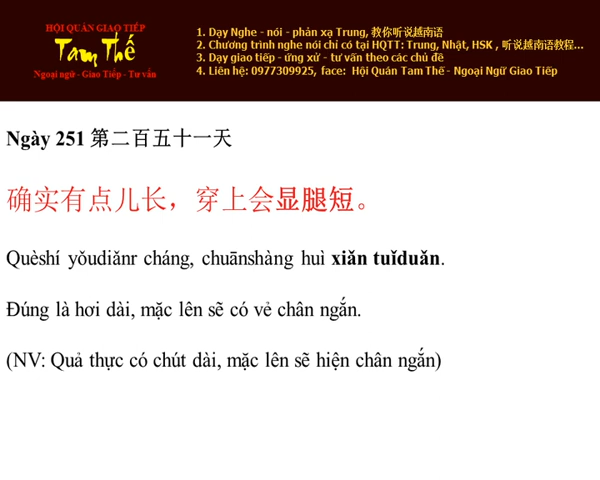 HỘI QUÁN GIAO TIẾP
Tam Thế
Ngoại ngữ - Giao Tiếp - Tư vấn
1. Dạy Nghe - nói - phản xạ Trung, 教你听说越南语
2. Chương trình nghe nói chỉ có tại HQTT: Trung, Nhật, HSK , 听说越南语教程...
3. Dạy giao tiếp - ứng xử - tư vấn theo các chủ đề
4. Liên hệ: 0977309925, face: Hội Quán Tam Thế - Ngoại Ngữ Giao Tiếp
Ngày 251 第二百五十一天
确实有点儿长，穿上会显腿短。
Quèshí yǒudiǎnr cháng, chuānshàng huì xiǎn tuǐduǎn.
Đúng là hơi dài, mặc lên sẽ có vẻ chân ngắn.
(NV: Quả thực có chút dài, mặc lên sẽ hiện chân ngắn)